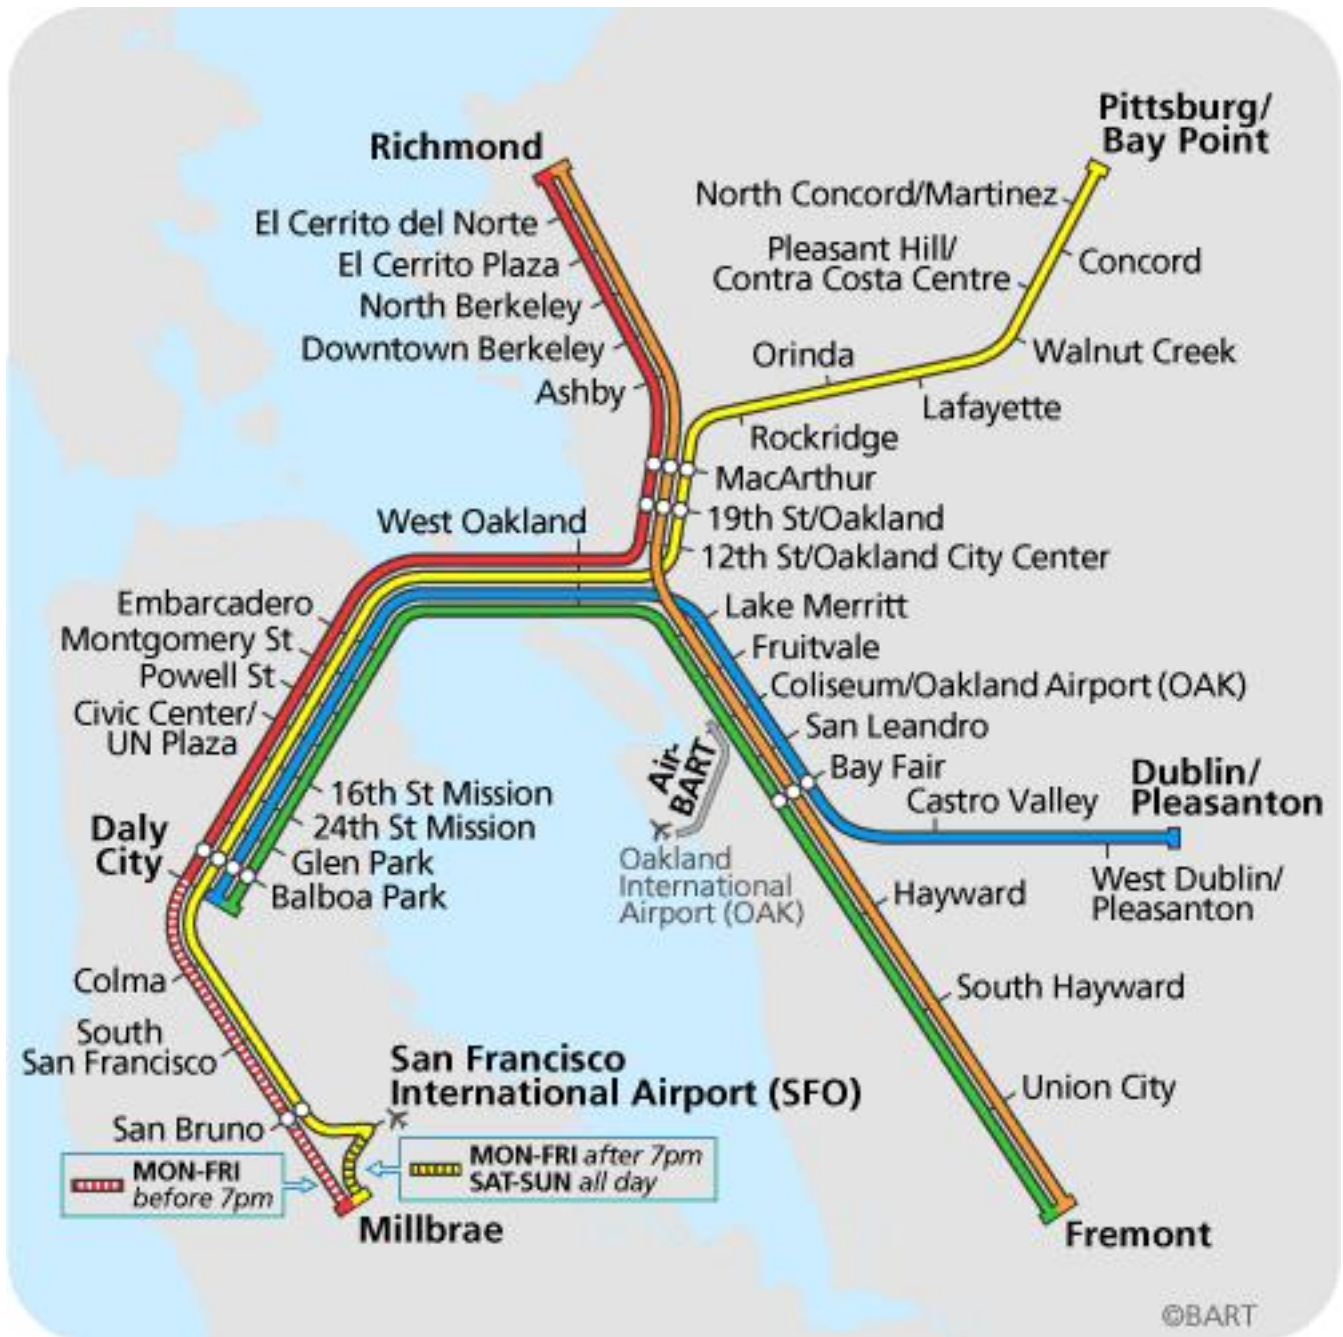 Pittsburg/
Bay Point
Richmond
North Concord/Martinez
El Cerrito del Norte
Pleasant Hill/
Contra Costa Centre
Concord
El Cerrito Plaza
North Berkeley
Downtown Berkeley
Orinda
Walnut Creek
Ashby
Lafayette
Rockridge
MacArthur
West Oakland
19th St/Oakland
12th St/Oakland City Center
Embarcadero
Lake Merritt
Montgomery St
Fruitvale
Powell St
Coliseum/Oakland Airport (OAK)
Civic Center/
UN Plaza
San Leandro
Air-
BART
Bay Fair
Dublin/
Pleasanton
16th St Mission
Castro Valley
24th St Mission
Daly
City
Glen Park
Oakland
International
Airport (OAK)
Balboa Park
Hayward
West Dublin/
Pleasanton
Colma
South Hayward
South
San Francisco
San Francisco
International Airport (SFO)
Union City
San Bruno
MON-FRI
before 7pm
MON-FRI after 7pm
SAT-SUN all day
Millbrae
Fremont
©BART